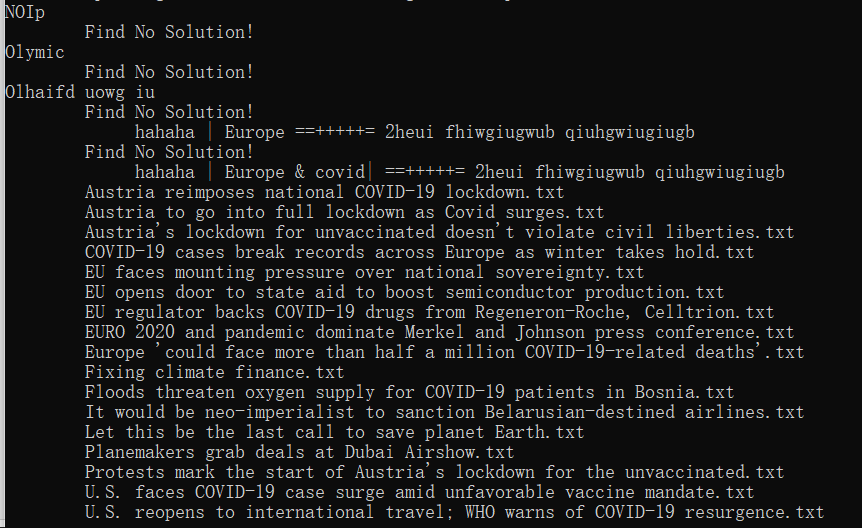 NOIp
Find No Solution!
Olymic
Find No Solution!
Olhaifd uowg iu
Find No Solution!
hahaha | Europe ==+++++= 2heui fhiwgiugwub qiuhgwiugiugb
Find No Solution!
hahaha | Europe & covid| ==+++++= 2heui fhiwgiugwub qiuhgwiugiugb
Austria reimposes national COVID-19 lockdown.txt
Austria to go into full lockdown as Covid surges.txt
Austria's lockdown for unvaccinated doesn't violate civil liberties.txt
COVID-19 cases break records across Europe as winter takes hold.txt
EU faces mounting pressure over national sovereignty.txt
EU opens door to state aid to boost semiconductor production.txt
EU regulator backs COVID-19 drugs from Regeneron-Roche, Celltrion.txt
EURO 2020 and pandemic dominate Merkel and Johnson press conference.txt
Europe 'could face more than half a million COVID-19-related deaths'.txt
Fixing climate finance.txt
Floods threaten oxygen supply for COVID-19 patients in Bosnia.txt
It would be neo-imperialist to sanction Belarusian-destined airlines.txt
Let this be the last call to save planet Earth.txt
Planemakers grab deals at Dubai Airshow.txt
Protests mark the start of Austria's lockdown for the unvaccinated.txt
U.S. faces COVID-19 case surge amid unfavorable vaccine mandate.txt
U.S. reopens to international travel; WHO warns of COVID-19 resurgence.txt